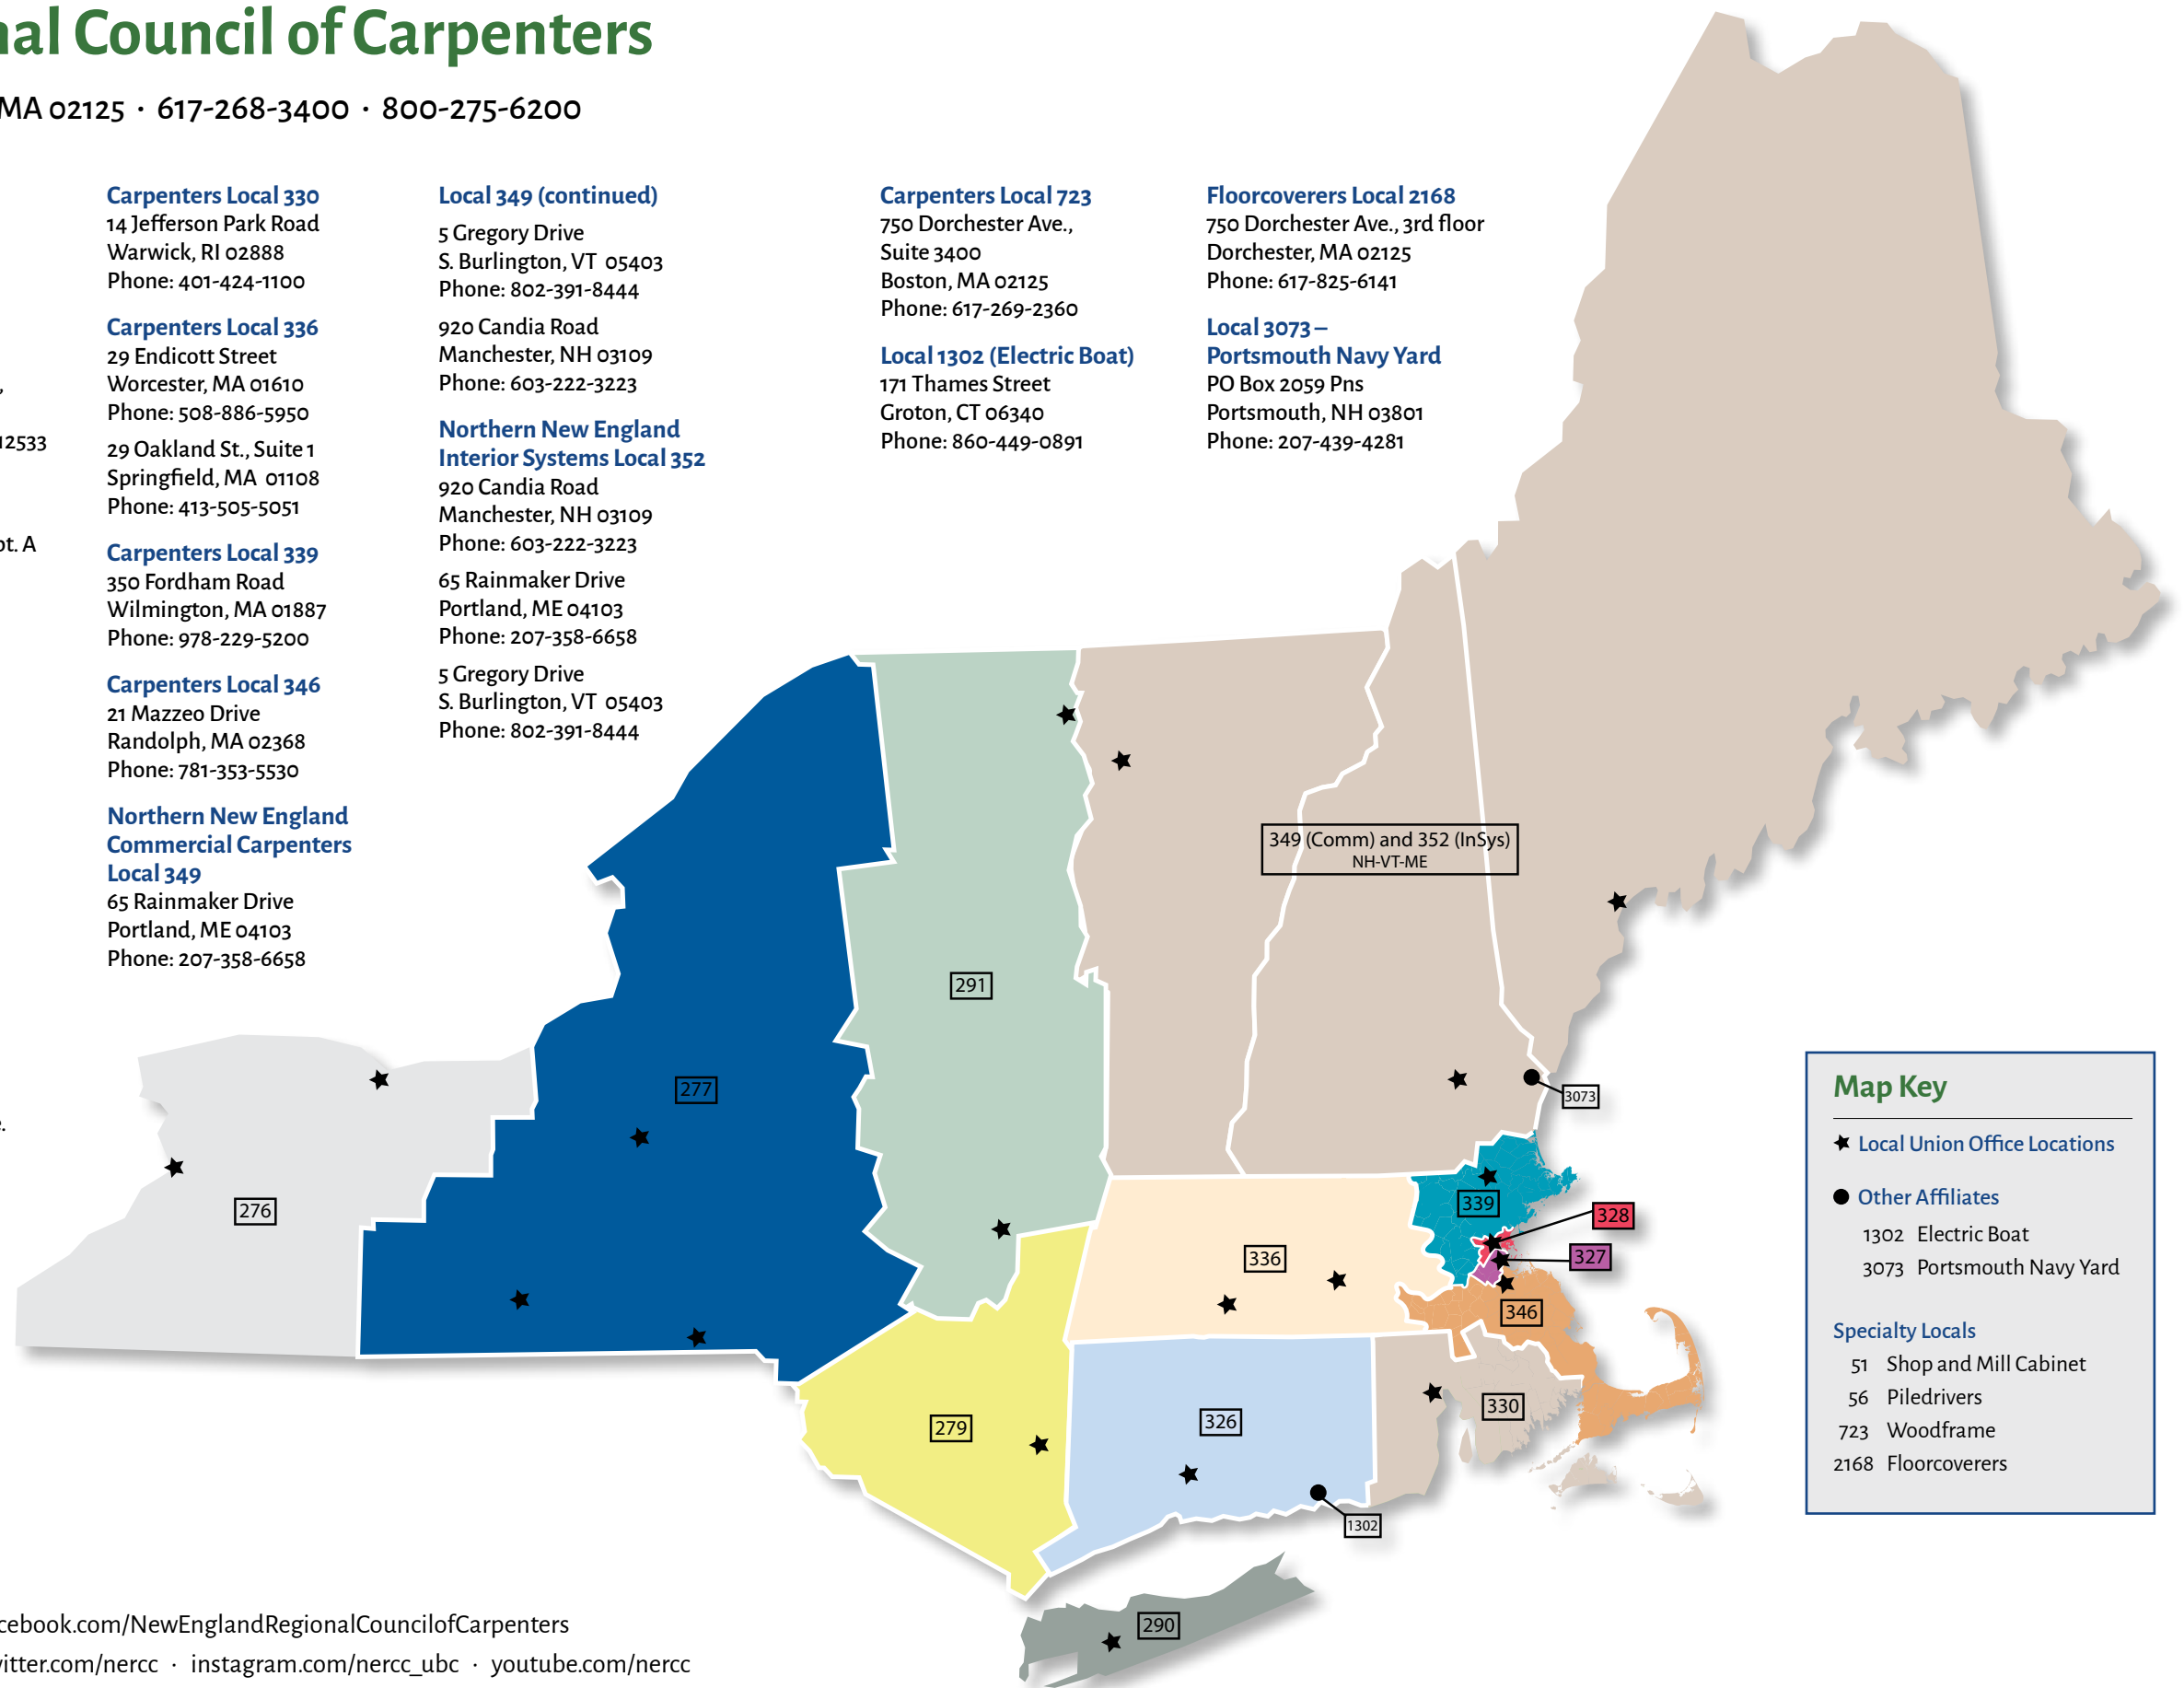 nal Council of Carpenters
MA 02125 · 617-268-3400 · 800-275-6200
,
12533
pt. A
e.
Carpenters Local 330
14 Jefferson Park Road
Warwick, RI 02888
Phone: 401-424-1100
Carpenters Local 336
29 Endicott Street
Worcester, MA 01610
Phone: 508-886-5950
29 Oakland St., Suite 1
Springfield, MA 01108
Phone: 413-505-5051
Carpenters Local 339
350 Fordham Road
Wilmington, MA 01887
Phone: 978-229-5200
Carpenters Local 346
21 Mazzeo Drive
Randolph, MA 02368
Phone: 781-353-5530
Northern New England
Commercial Carpenters
Local 349
65 Rainmaker Drive
Portland, ME 04103
Phone: 207-358-6658
Local 349 (continued)
5 Gregory Drive
S. Burlington, VT 05403
Phone: 802-391-8444
920 Candia Road
Manchester, NH 03109
Phone: 603-222-3223
Northern New England
Interior Systems Local 352
920 Candia Road
Manchester, NH 03109
Phone: 603-222-3223
65 Rainmaker Drive
Portland, ME 04103
Phone: 207-358-6658
5 Gregory Drive
S. Burlington, VT 05403
Phone: 802-391-8444
Carpenters Local 723
750 Dorchester Ave.,
Suite 3400
Boston, MA 02125
Phone: 617-269-2360
Local 1302 (Electric Boat)
171 Thames Street
Groton, CT 06340
Phone: 860-449-0891
Floorcoverers Local 2168
750 Dorchester Ave., 3rd floor
Dorchester, MA 02125
Phone: 617-825-6141
Local 3073 –
Portsmouth Navy Yard
PO Box 2059 Pns
Portsmouth, NH 03801
Phone: 207-439-4281
349 (Comm) and 352 (InSys)
NH-VT-ME
291
277
276
3073
339
328
327
336
346
330
326
279
1302
290
Map Key
Local Union Office Locations
Other Affiliates
1302 Electric Boat
3073 Portsmouth Navy Yard
Specialty Locals
51 Shop and Mill Cabinet
56 Piledrivers
723 Woodframe
2168 Floorcoverers
cebook.com/NewEnglandRegionalCouncilofCarpenters
itter.com/nercc · instagram.com/nercc_ubc · youtube.com/nercc